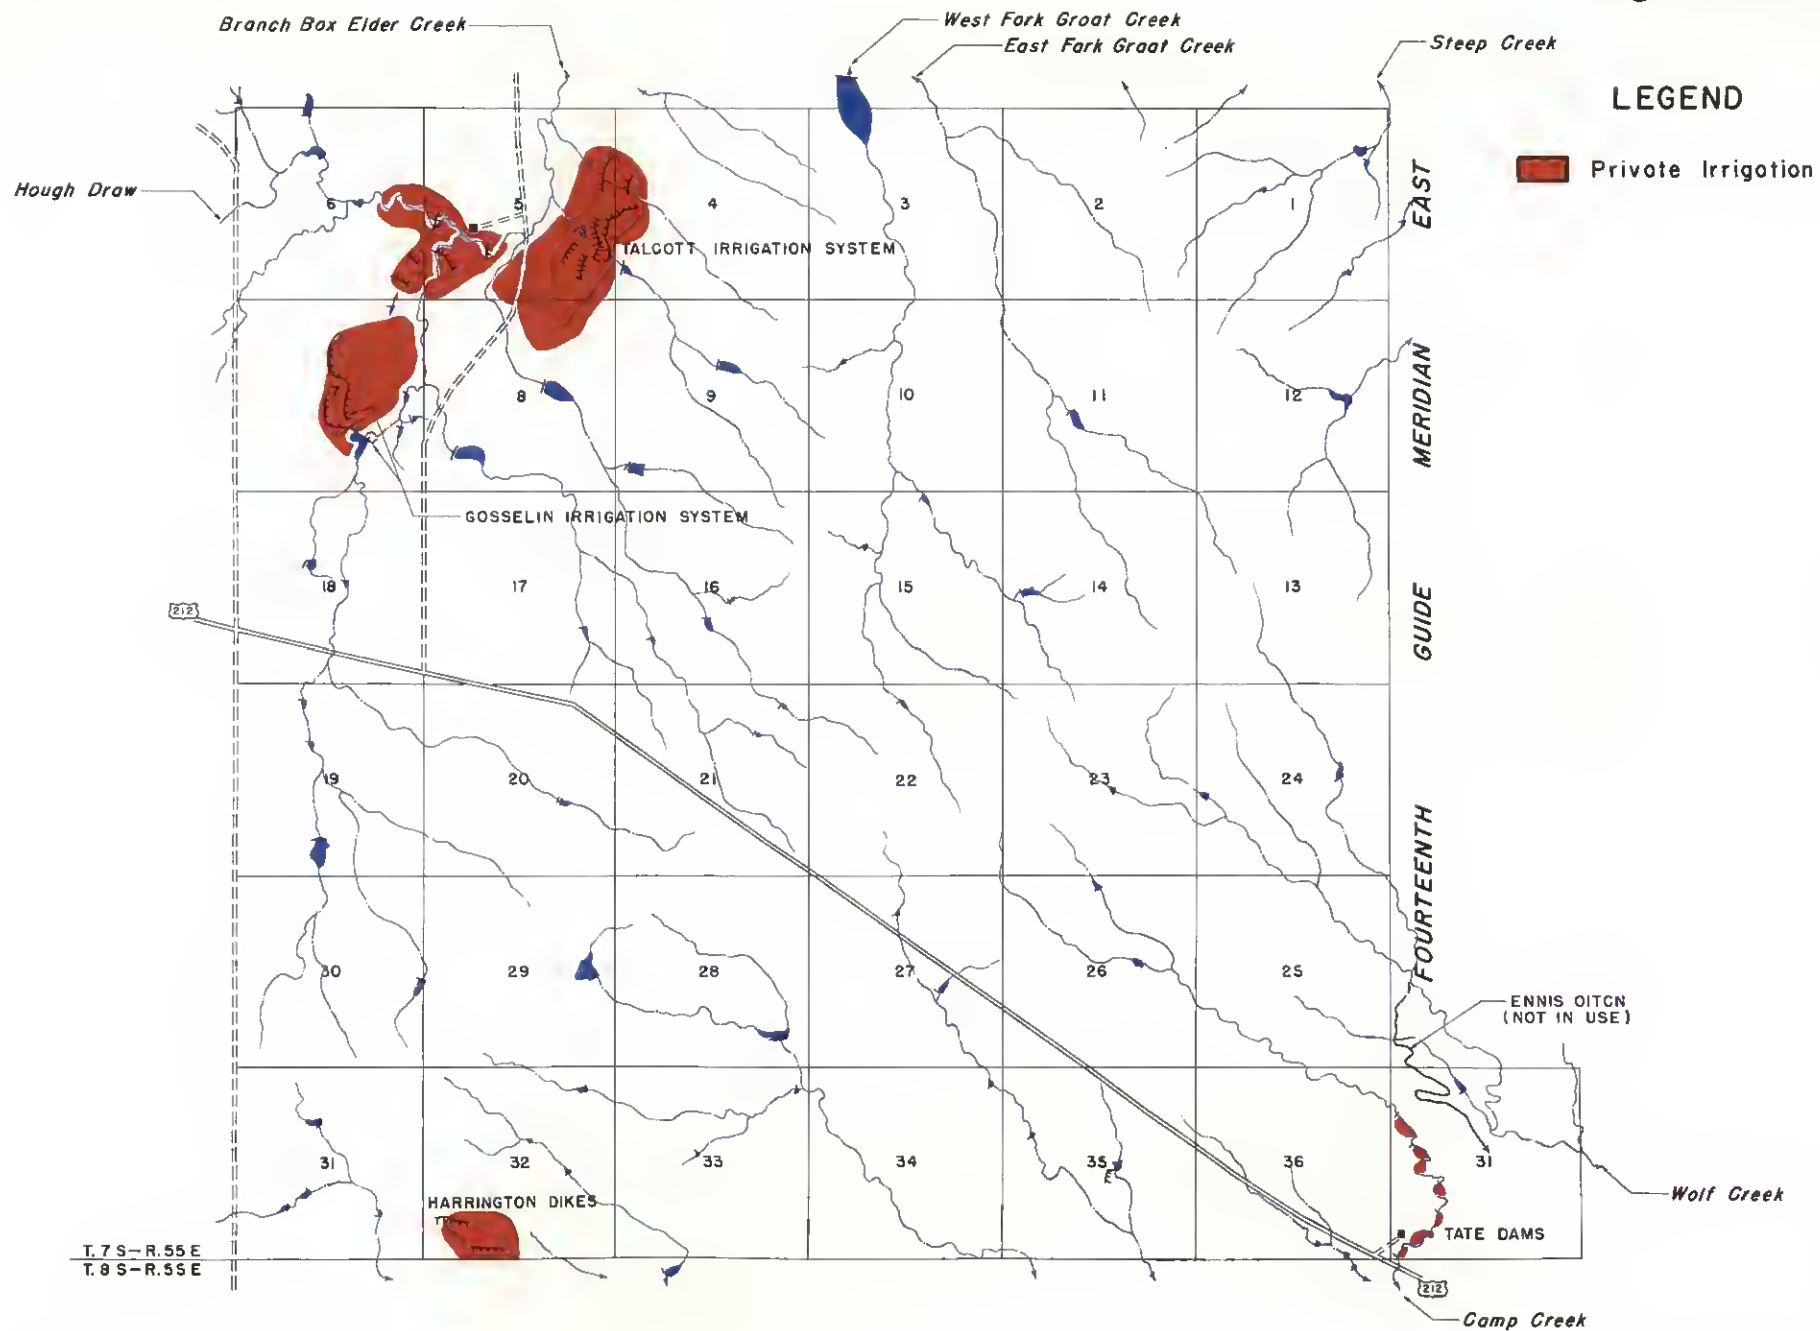 Branch Box Elder Creek
West Fork Groat Creek
East Fork Groat Creek
Steep Creek
LEGEND
Private Irrigation
Hough Draw
6
5
4
3
2
1
TALCOTT IRRIGATION SYSTEM
EAST
7
8
9
10
11
12
MERIDIAN
GOSSELIN IRRIGATION SYSTEM
212
18
17
16
15
14
13
GUIDE
19
20
21
22
23
24
FOURTEENTH
30
29
28
27
26
25
ENNIS OITCN
(NOT IN USE)
31
32
33
34
35
36
31
E
HARRINGTON DIKES
Wolf Creek
TATE DAMS
T. 7 S-R. 55 E
T. 8 S-R. 5S E
212
Camp Creek